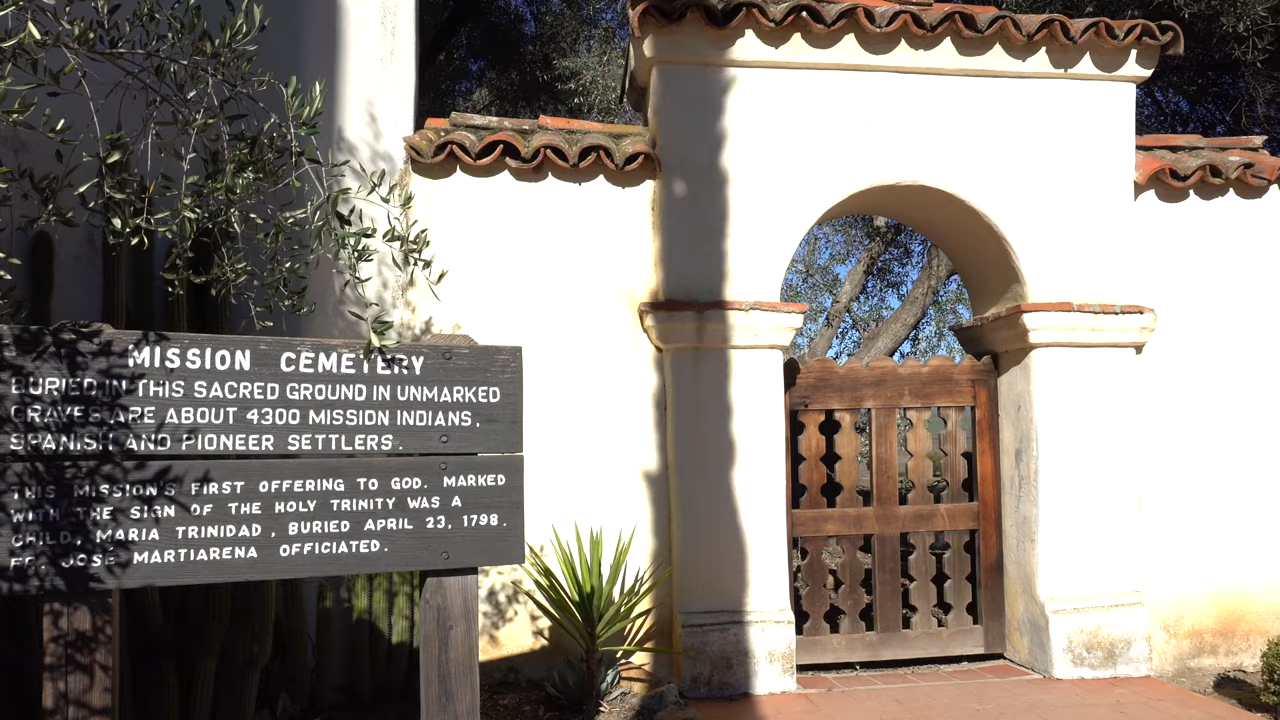 MISSION CEMETERY
BURIED IN THIS SACRED GROUND IN UNMARKED
GRAVES ARE ABOUT 4300 MISSION INDIANS,
SPANISH AND PIONEER SETTLERS.
THIS MISSION'S FIRST OFFERING TO GOD. MARKED
WITH THE SIGN OF THE HOLY TRINITY WAS A
CHILD, MARIA TRINIDAD, BURIED APRIL 23, 1798.
FR. JOSÉ MARTIARENA OFFICIATED.